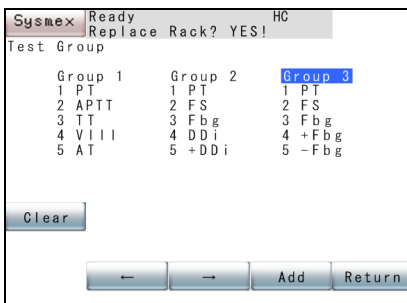 Sysmex Ready HC
Replace Rack? YES!
Test Group
Group 1 Group 2 Group 3
1 PT 1 PT 1 PT
2 APTT 2 FS 2 FS
3 TT 3 Fbg 3 Fbg
4 VIII 4 DDi 4 +Fbg
5 AT 5 +DDi 5 -Fbg
Clear
← → Add Return